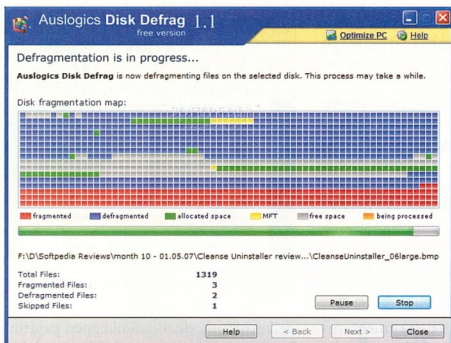 Auslogics Disk Defrag 1.1
free version
Optimize PC Help
Defragmentation is in progress...
Auslogics Disk Defrag is now defragmenting files on the selected disk. This process may take a while.
Disk fragmentation map:
fragmented defragmented allocated space MFT free space being processed
F:\D\Softpedia Reviews\month 10 - 01.05.07\Cleanse Uninstaller review...\CleanseUninstaller_06large.bmp
Total Files: 1319
Fragmented Files: 3
Defragmented Files: 2
Skipped Files: 1
Pause Stop
Help < Back Next > Close